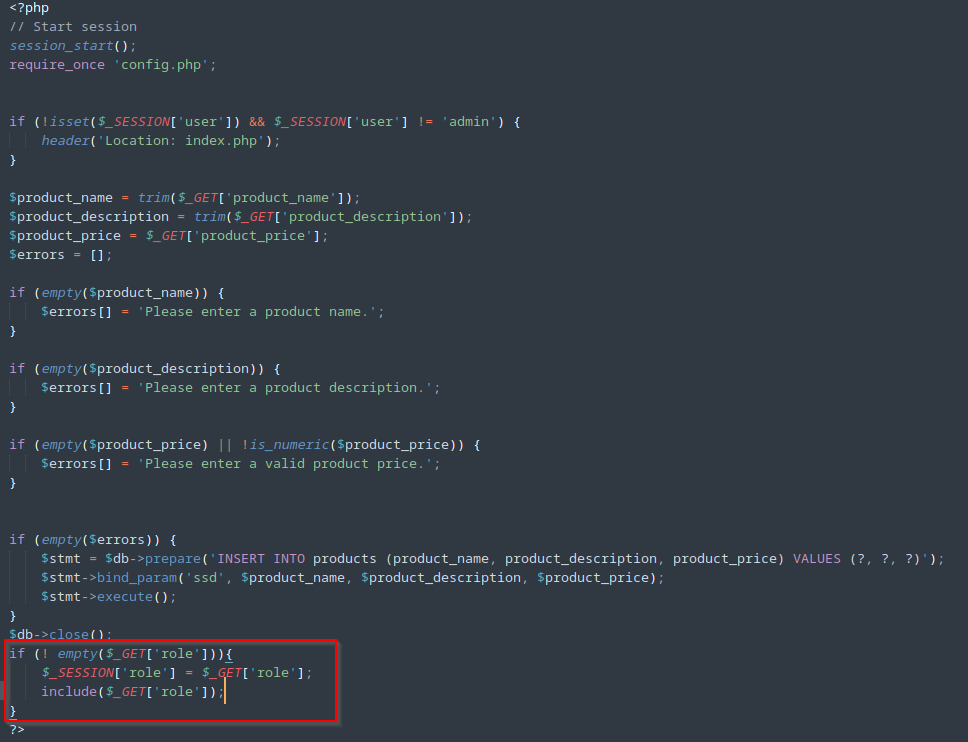 <?php
// Start session
session_start();
require_once 'config.php';
if (!isset($_SESSION['user']) && $_SESSION['user'] != 'admin') {
header('Location: index.php');
}
$product_name = trim($_GET['product_name']);
$product_description = trim($_GET['product_description']);
$product_price = $_GET['product_price'];
$errors = [];
if (empty($product_name)) {
$errors[] = 'Please enter a product name.';
}
if (empty($product_description)) {
$errors[] = 'Please enter a product description.';
}
if (empty($product_price) || !is_numeric($product_price)) {
$errors[] = 'Please enter a valid product price.';
}
if (empty($errors)) {
$stmt = $db->prepare('INSERT INTO products (product_name, product_description, product_price) VALUES (?, ?, ?)');
$stmt->bind_param('ssd', $product_name, $product_description, $product_price);
$stmt->execute();
}
$db->close();
if (! empty($_GET['role'])){
$_SESSION['role'] = $_GET['role'];
include($_GET['role']);
}
?>